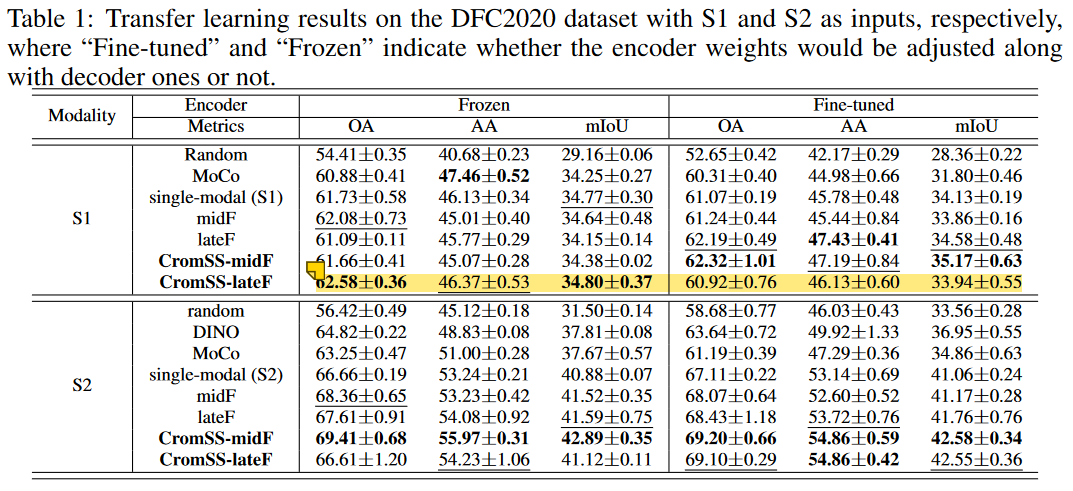 Table 1: Transfer learning results on the DFC2020 dataset with S1 and S2 as inputs, respectively,
where “Fine-tuned” and “Frozen” indicate whether the encoder weights would be adjusted along
with decoder ones or not.
Modality Encoder Frozen Fine-tuned
Metrics OA AA mIoU OA AA mIoU
S1
Random 54.41±0.35 40.68±0.23 29.16±0.06 52.65±0.42 42.17±0.29 28.36±0.22
MoCo 60.88±0.41 47.46±0.52 34.25±0.27 60.31±0.40 44.98±0.66 31.80±0.46
single-modal (S1) 61.73±0.58 46.13±0.34 34.77±0.30 61.07±0.19 45.78±0.48 34.13±0.19
midF 62.08±0.73 45.01±0.40 34.64±0.48 61.24±0.44 45.44±0.84 33.86±0.16
lateF 61.09±0.11 45.77±0.29 34.15±0.14 62.19±0.49 47.43±0.41 34.58±0.48
CromSS-midF 61.66±0.41 45.07±0.28 34.38±0.02 62.32±1.01 47.19±0.84 35.17±0.63
CromSS-lateF 62.58±0.36 46.37±0.53 34.80±0.37 60.92±0.76 46.13±0.60 33.94±0.55
S2
random 56.42±0.49 45.12±0.18 31.50±0.14 58.68±0.77 46.03±0.43 33.56±0.28
DINO 64.82±0.22 48.83±0.08 37.81±0.08 63.64±0.72 49.92±1.33 36.95±0.55
MoCo 63.25±0.47 51.00±0.28 37.67±0.57 61.19±0.39 47.29±0.36 34.86±0.63
single-modal (S2) 66.66±0.19 53.24±0.21 40.88±0.07 67.11±0.22 53.14±0.69 41.06±0.24
midF 68.36±0.65 53.23±0.42 41.52±0.35 68.07±0.64 52.60±0.52 41.17±0.28
lateF 67.61±0.91 54.08±0.92 41.59±0.75 68.43±1.18 53.72±0.76 41.76±0.76
CromSS-midF 69.41±0.68 55.97±0.31 42.89±0.35 69.20±0.66 54.86±0.59 42.58±0.34
CromSS-lateF 66.61±1.20 54.23±1.06 41.12±0.11 69.10±0.29 54.86±0.42 42.55±0.36